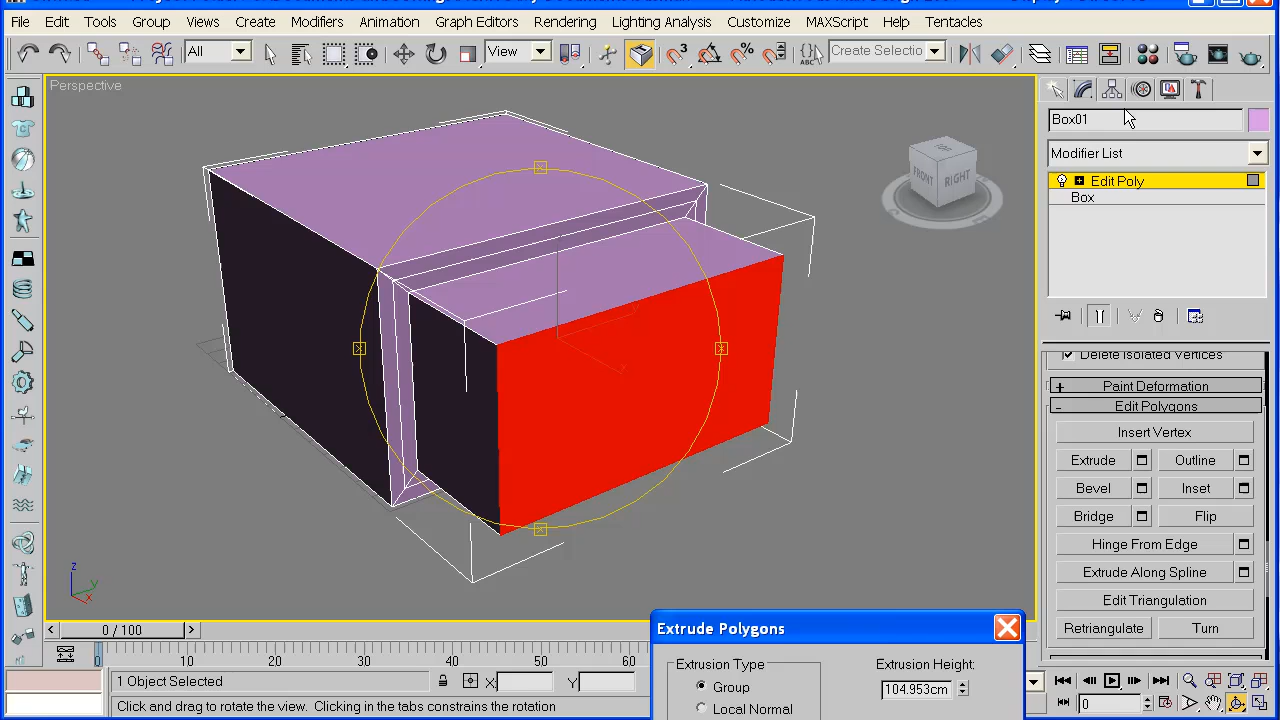 File Edit Tools Group Views Create Modifiers Animation Graph Editors Rendering Lighting Analysis Customize MAXScript Help Tentacles
All View 3 ABC Create Selectio
Perspective
Box01
Modifier List
Edit Poly
Box
TOP
FRONT RIGHT
Delete Isolated Vertices
+ Paint Deformation
- Edit Polygons
Insert Vertex
Extrude Outline
Bevel Inset
Bridge Flip
Hinge From Edge
Extrude Along Spline
Edit Triangulation
Retriangulate Turn
z
y
x
< 0 / 100 >
0 10 20 30 40 50 60
1 Object Selected X Y
Click and drag to rotate the view. Clicking in the tabs constrains the rotation
Extrude Polygons
Extrusion Type Extrusion Height:
Group 104.953cm
Local Normal
0